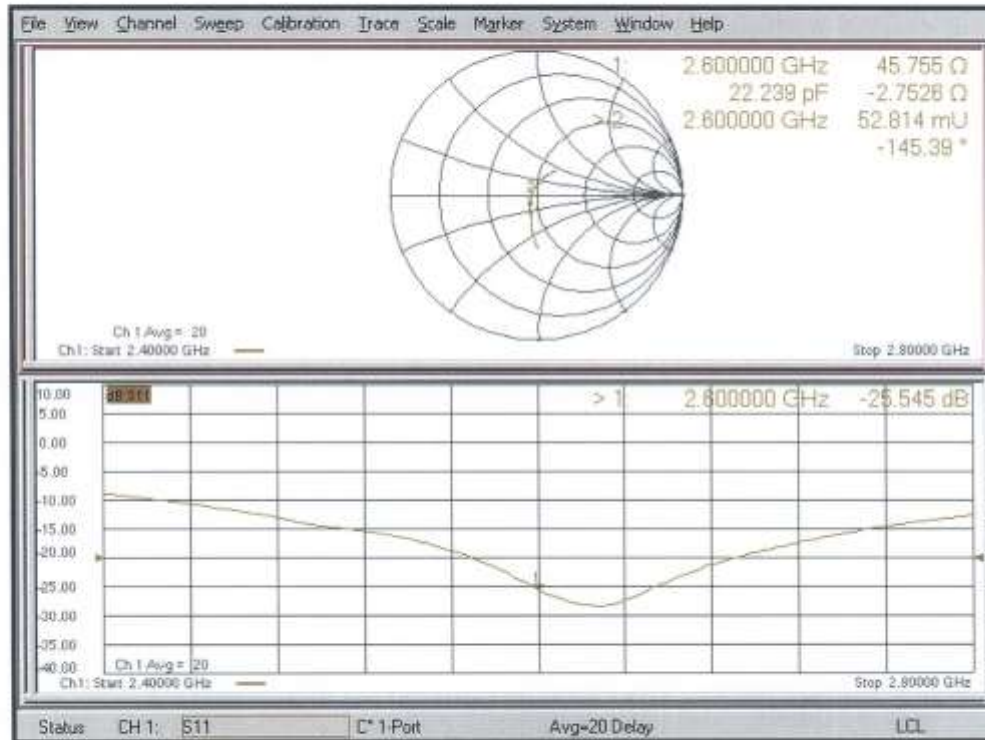 File View Channel Sweep Calibration Trace Scale Marker System Window Help
1 2.600000 GHz 45.755 Ω
22.239 pF -2.7526 Ω
> 2 2.600000 GHz 52.814 mU
-145.39 °
Ch 1 Avg = 20
Ch1: Start 2.40000 GHz
Stop 2.80000 GHz
10.00
dB S11
> 1 2.600000 GHz -25.545 dB
5.00
0.00
-5.00
-10.00
-15.00
-20.00
-25.00
1
-30.00
-35.00
-40.00
Ch 1 Avg = 20
Ch1: Start 2.40000 GHz
Stop 2.80000 GHz
Status CH 1: S11 C* 1-Port Avg=20 Delay LCL